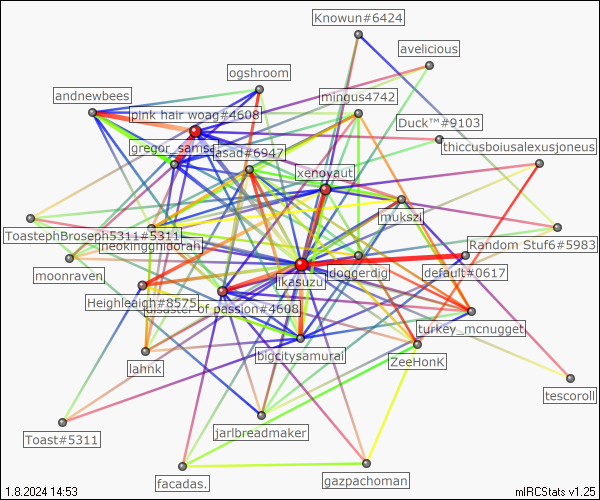 Knowun#6424
avelicious
ogshroom
andnewbees
mingus4742
pink hair woag#4608
Duck™#9103
gregor_samsa
thiccusboiusalexusjoneus
asad#6947
xenoyaut
mukszi
ToastephBroseph5311#5311
neokingghidorah
Random Stuf6#5983
moonraven
Ikasuzu
doggerdig
default#0617
Heighleeigh#8575
disaster of passion#4608
turkey_mcnugget
bigcitysamurai
ZeeHonK
lahnk
tescoroll
Toast#5311
jarlbreadmaker
facadas.
gazpachoman
1.8.2024 14:53
mIRCStats v1.25